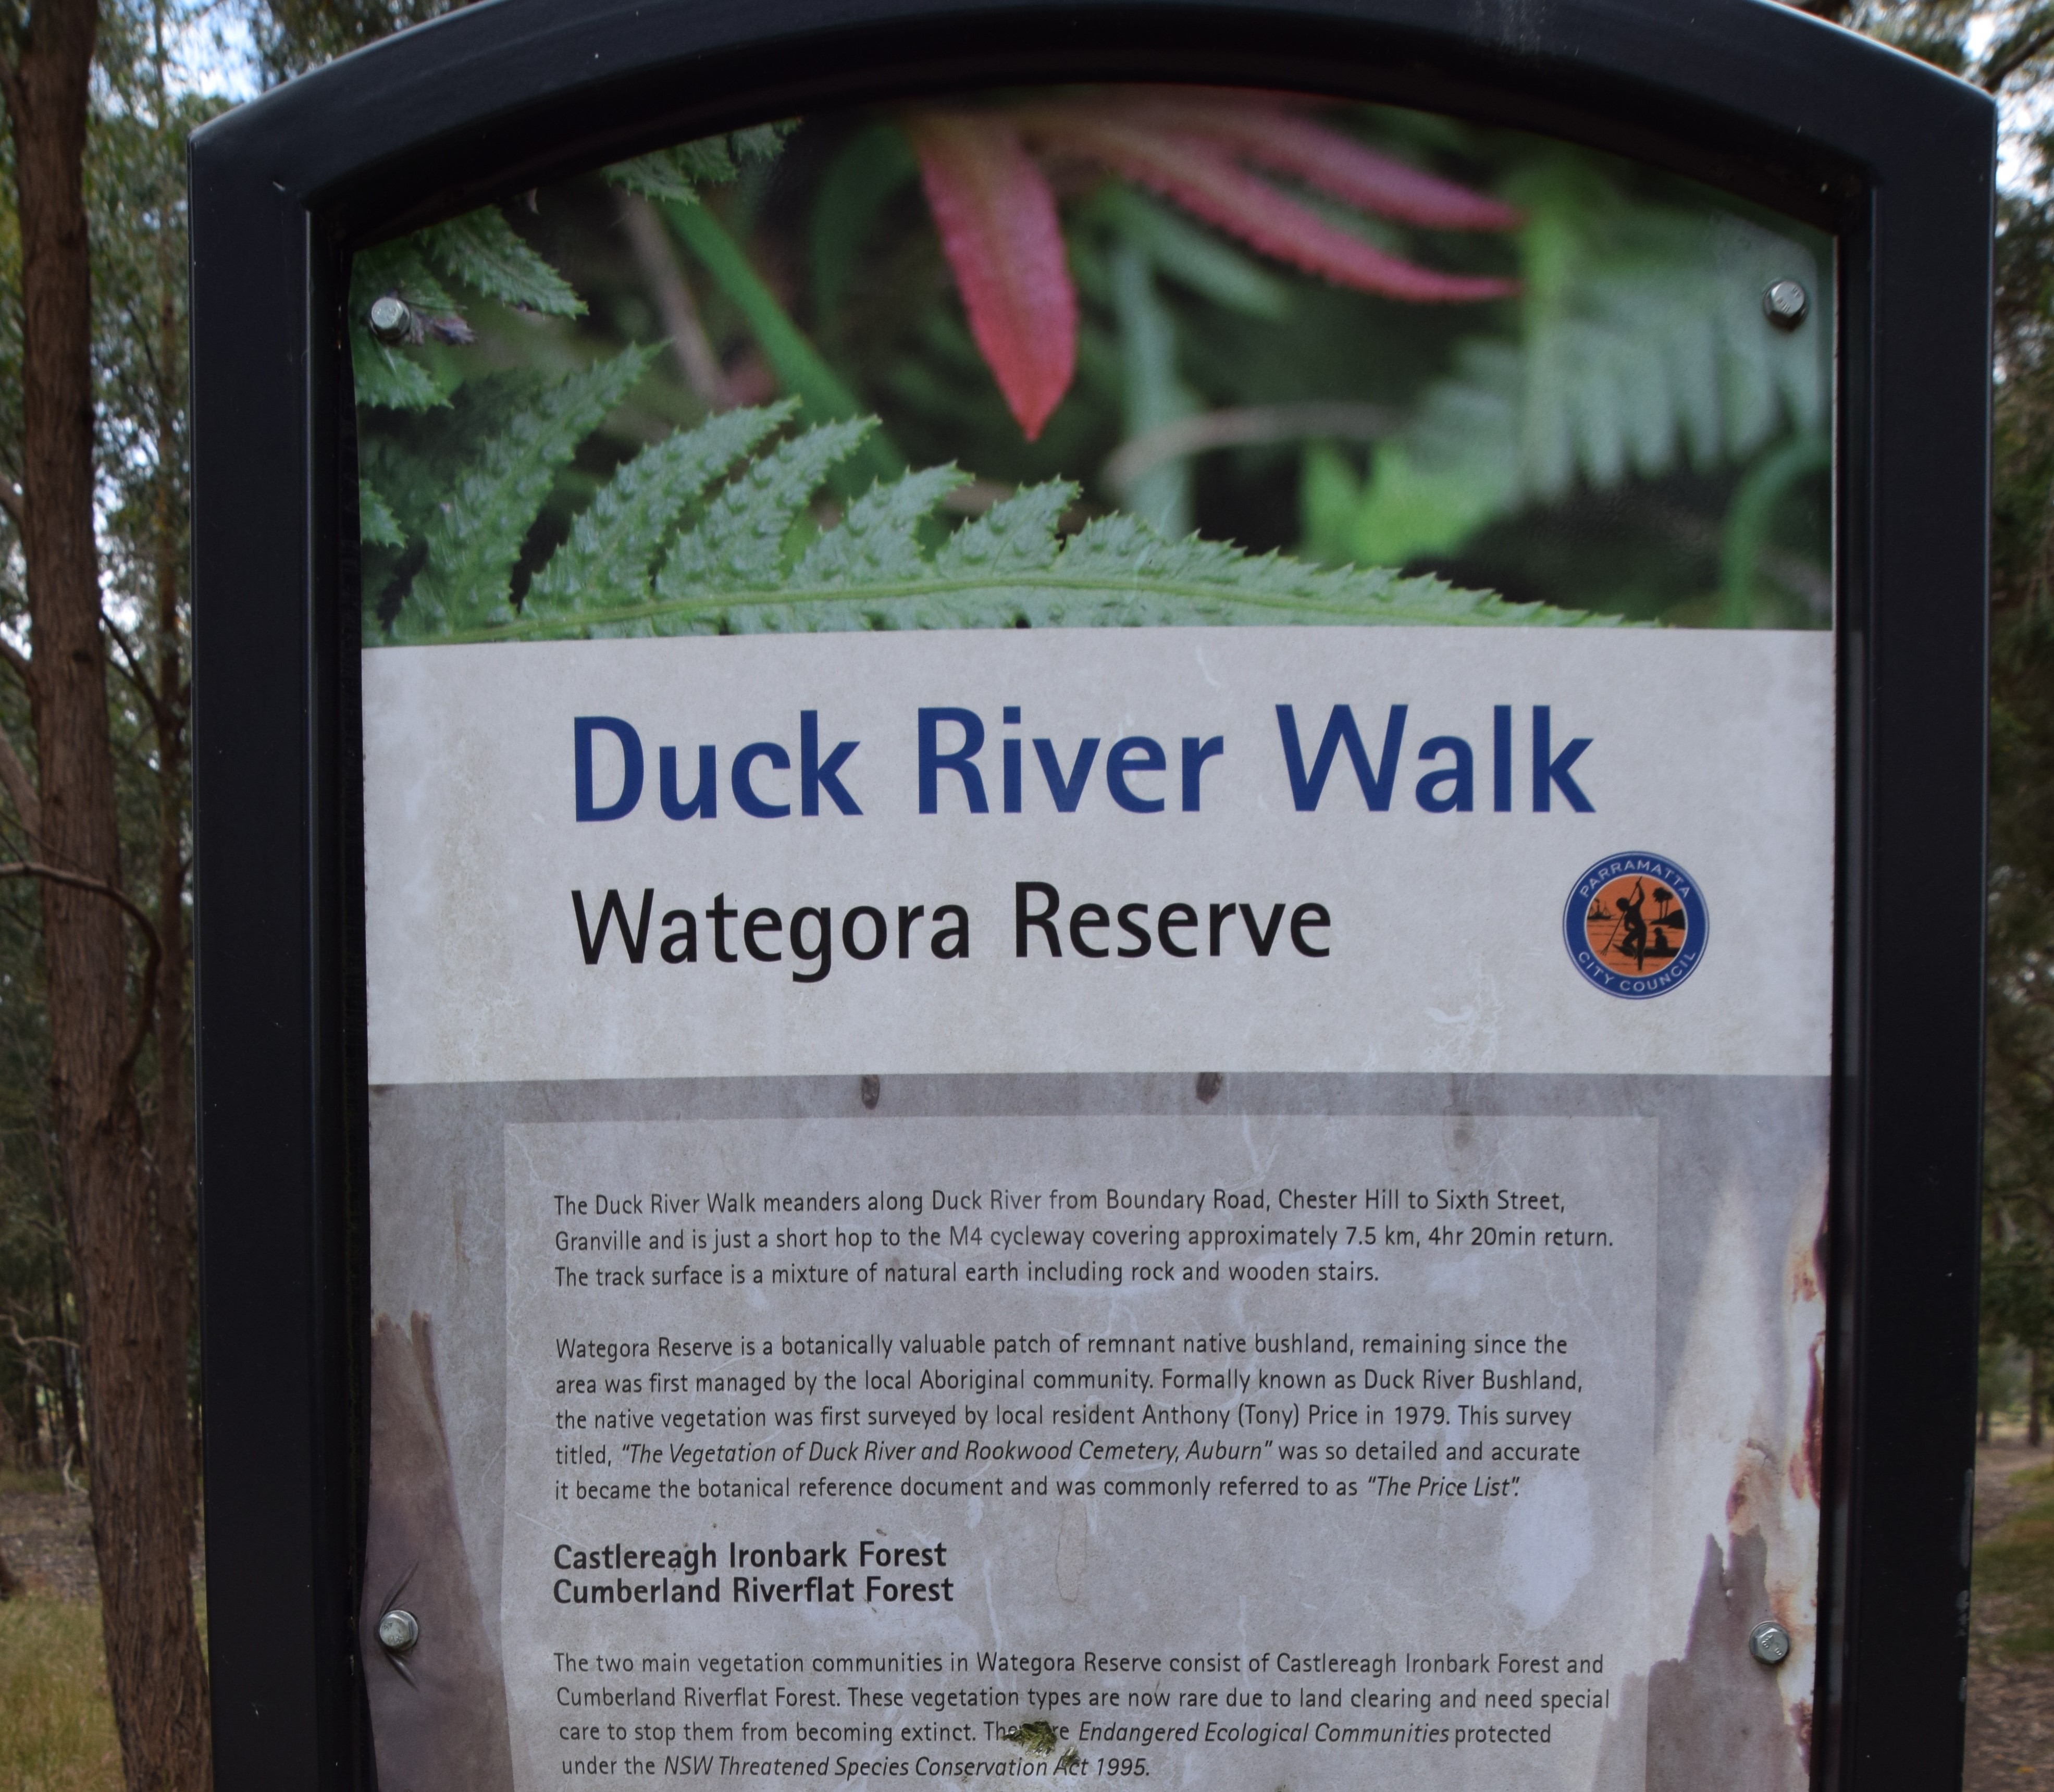 Duck River Walk
Wategora Reserve
PARRAMATTA
CITY COUNCIL
The Duck River Walk meanders along Duck River from Boundary Road, Chester Hill to Sixth Street,
Granville and is just a short hop to the M4 cycleway covering approximately 7.5 km, 4hr 20min return.
The track surface is a mixture of natural earth including rock and wooden stairs.
Wategora Reserve is a botanically valuable patch of remnant native bushland, remaining since the
area was first managed by the local Aboriginal community. Formally known as Duck River Bushland,
the native vegetation was first surveyed by local resident Anthony (Tony) Price in 1979. This survey
titled, “The Vegetation of Duck River and Rookwood Cemetery, Auburn” was so detailed and accurate
it became the botanical reference document and was commonly referred to as “The Price List”.
Castlereagh Ironbark Forest
Cumberland Riverflat Forest
The two main vegetation communities in Wategora Reserve consist of Castlereagh Ironbark Forest and
Cumberland Riverflat Forest. These vegetation types are now rare due to land clearing and need special
care to stop them from becoming extinct. Endangered Ecological Communities protected
under the NSW Threatened Species Conservation Act 1995.